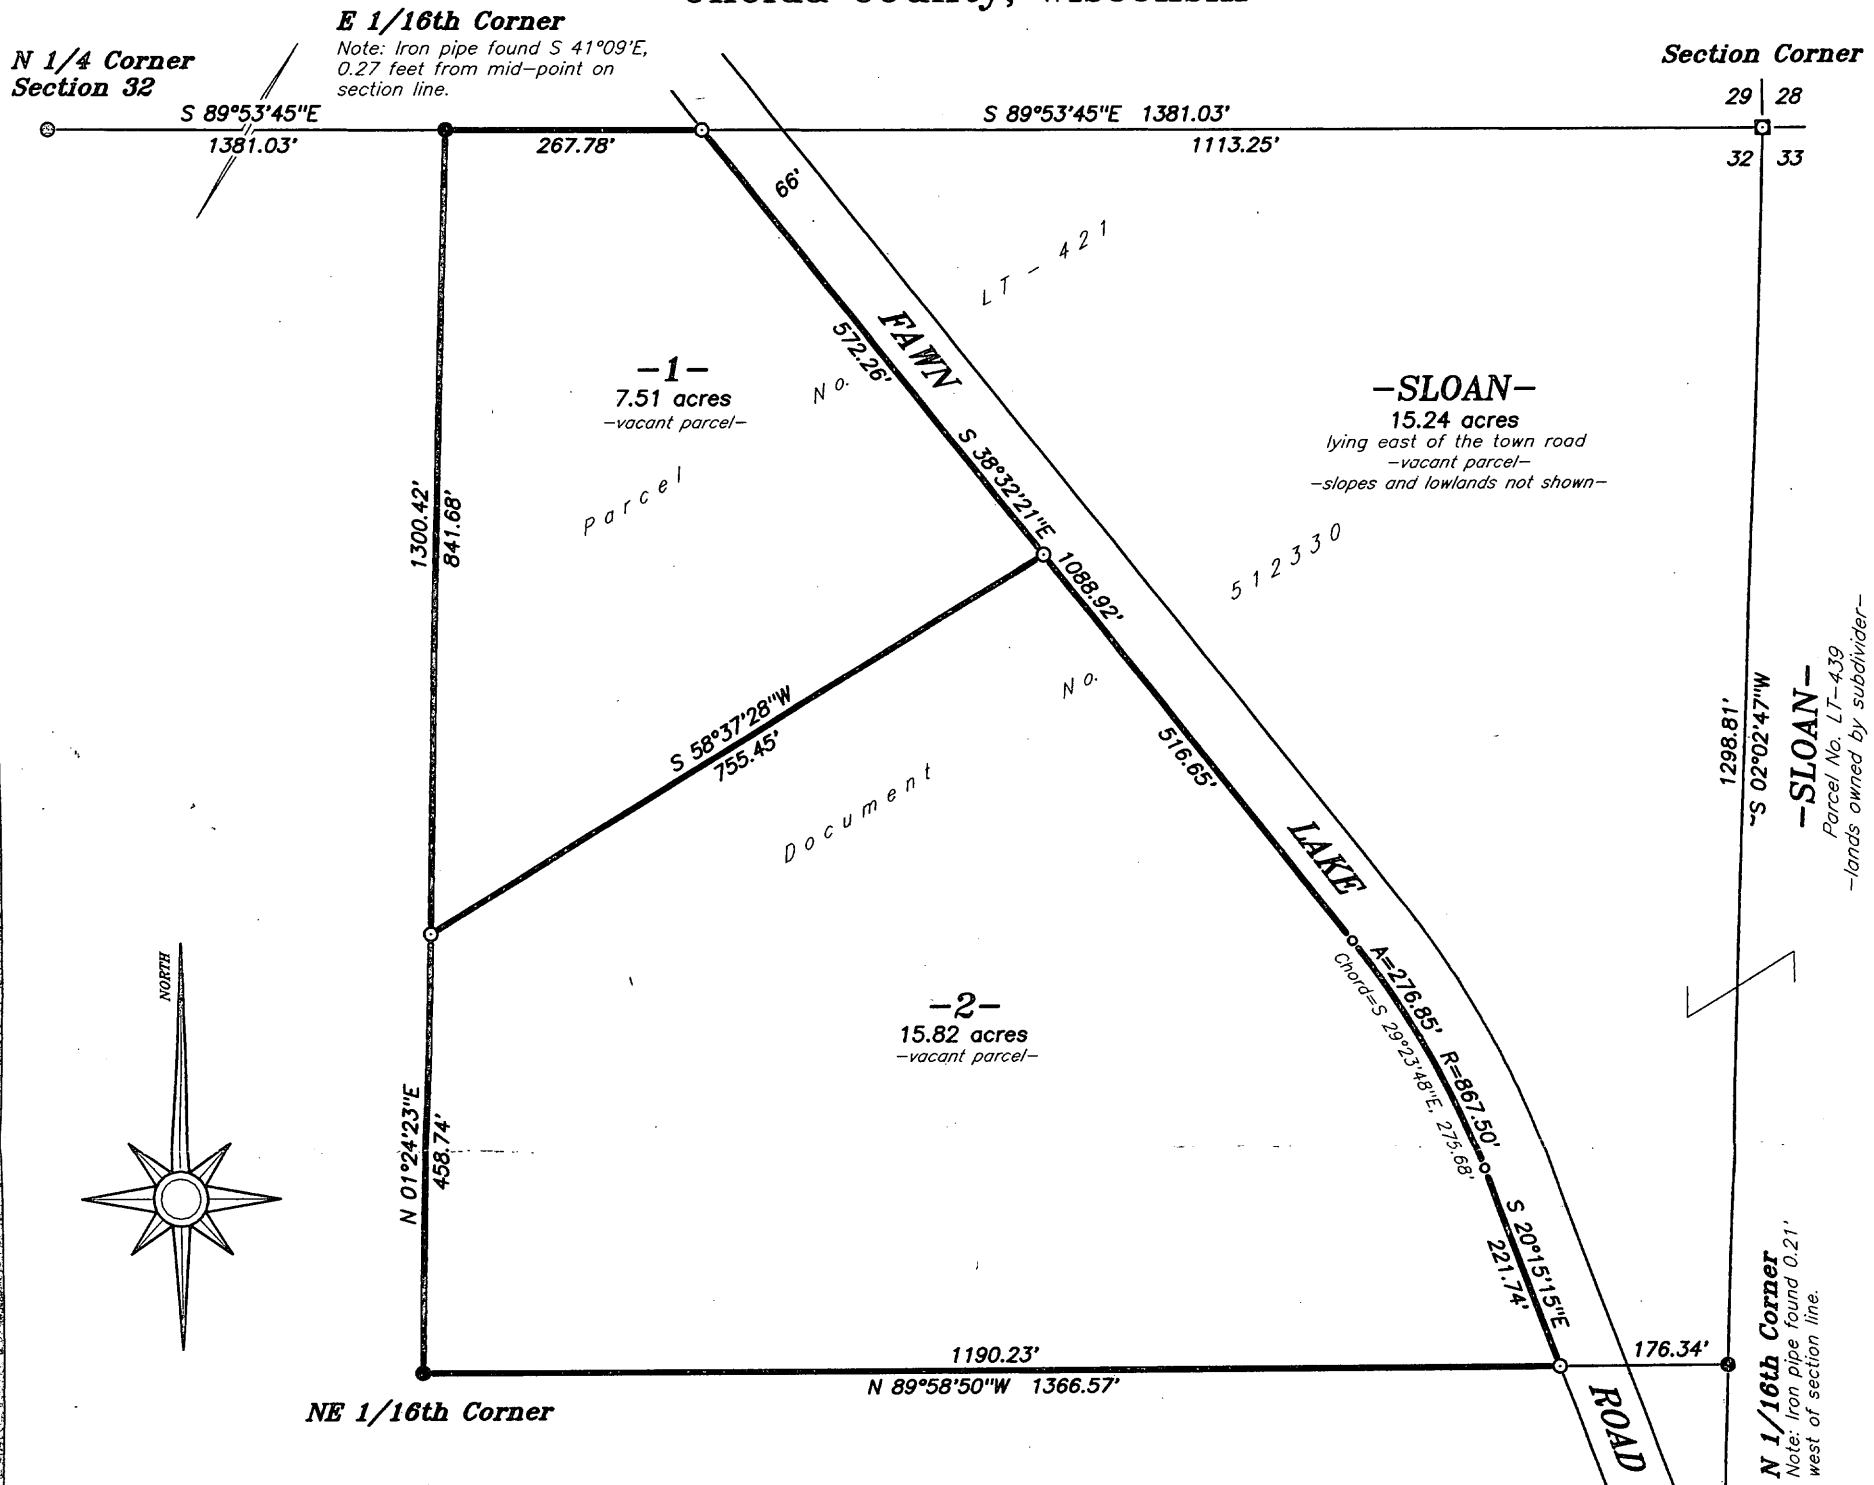 Oneida County, Wisconsin
E 1/16th Corner
Note: Iron pipe found S 41°09'E,
0.27 feet from mid-point on
section line.
N 1/4 Corner
Section 32
Section Corner
29 28
32 33
S 89°53'45"E
1381.03'
267.78'
S 89°53'45"E 1381.03'
1113.25'
66'
LT - 421
FAWN
572.26'
No.
-1-
7.51 acres
-vacant parcel-
Parcel
S 38°32'21"E
1088.92'
-SLOAN-
15.24 acres
lying east of the town road
-vacant parcel-
-slopes and lowlands not shown-
512330
1300.42'
841.68'
S 58°37'28"W
755.45'
No.
Document
516.65'
LAKE
1298.81'
S 02°02'47"W
-SLOAN-
Parcel No. LT-439
-lands owned by subdivider-
NORTH
-2-
15.82 acres
-vacant parcel-
A=276.85' R=867.50'
Chord=S 29°23'48"E, 275.68'
N 01°24'23"E
458.74'
S 20°15'15"E
221.74'
1190.23'
N 89°58'50"W 1366.57'
176.34'
NE 1/16th Corner
ROAD
N 1/16th Corner
Note: Iron pipe found 0.21'
west of section line.